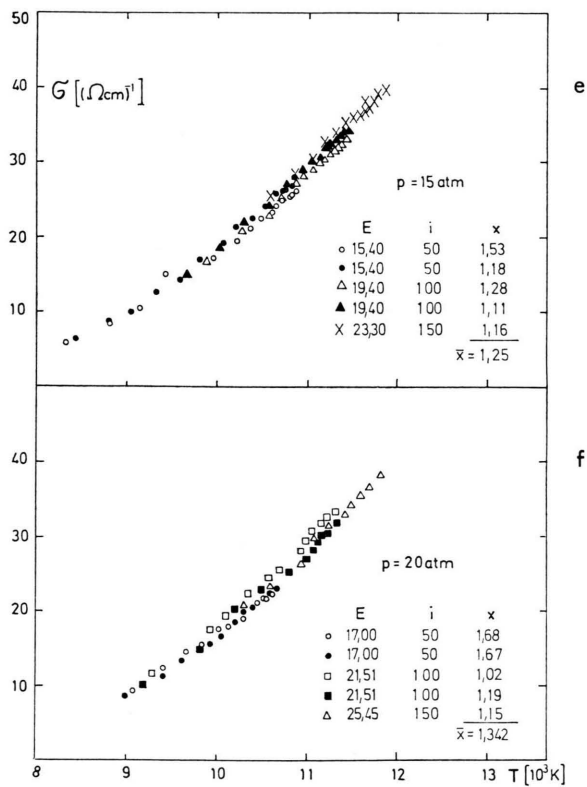 50
σ [(Ωcm)⁻¹]
e
40
30
p = 15 atm
E i x
20
○ 15,40 50 1,53
● 15,40 50 1,18
△ 19,40 100 1,28
10
▲ 19,40 100 1,11
X 23,30 150 1,16
x̄ = 1,25
40
f
30
p = 20 atm
E i x
20
○ 17,00 50 1,68
● 17,00 50 1,67
□ 21,51 100 1,02
10
■ 21,51 100 1,19
△ 25,45 150 1,15
x̄ = 1,342
8 9 10 11 12 13 T [10³K]